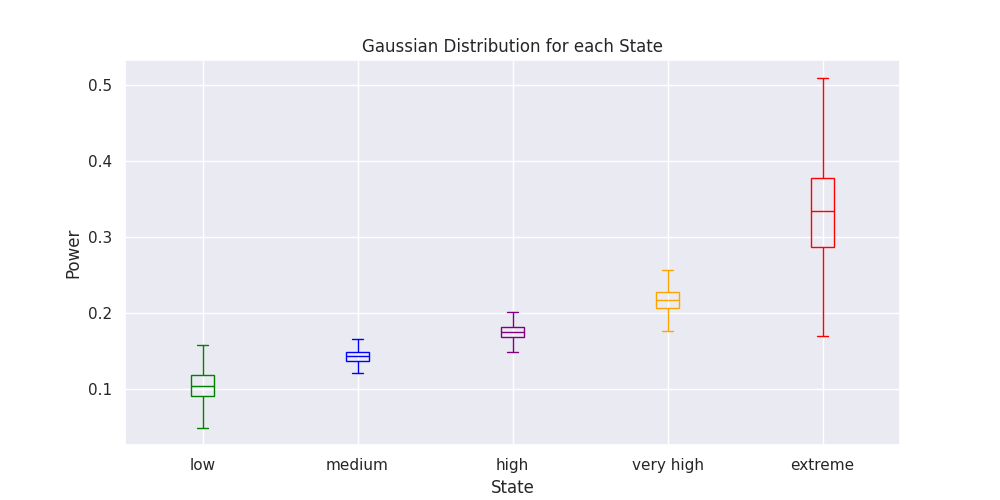 Gaussian Distribution for each State
Power
0.5
0.4
0.3
0.2
0.1
low medium high very high extreme
State